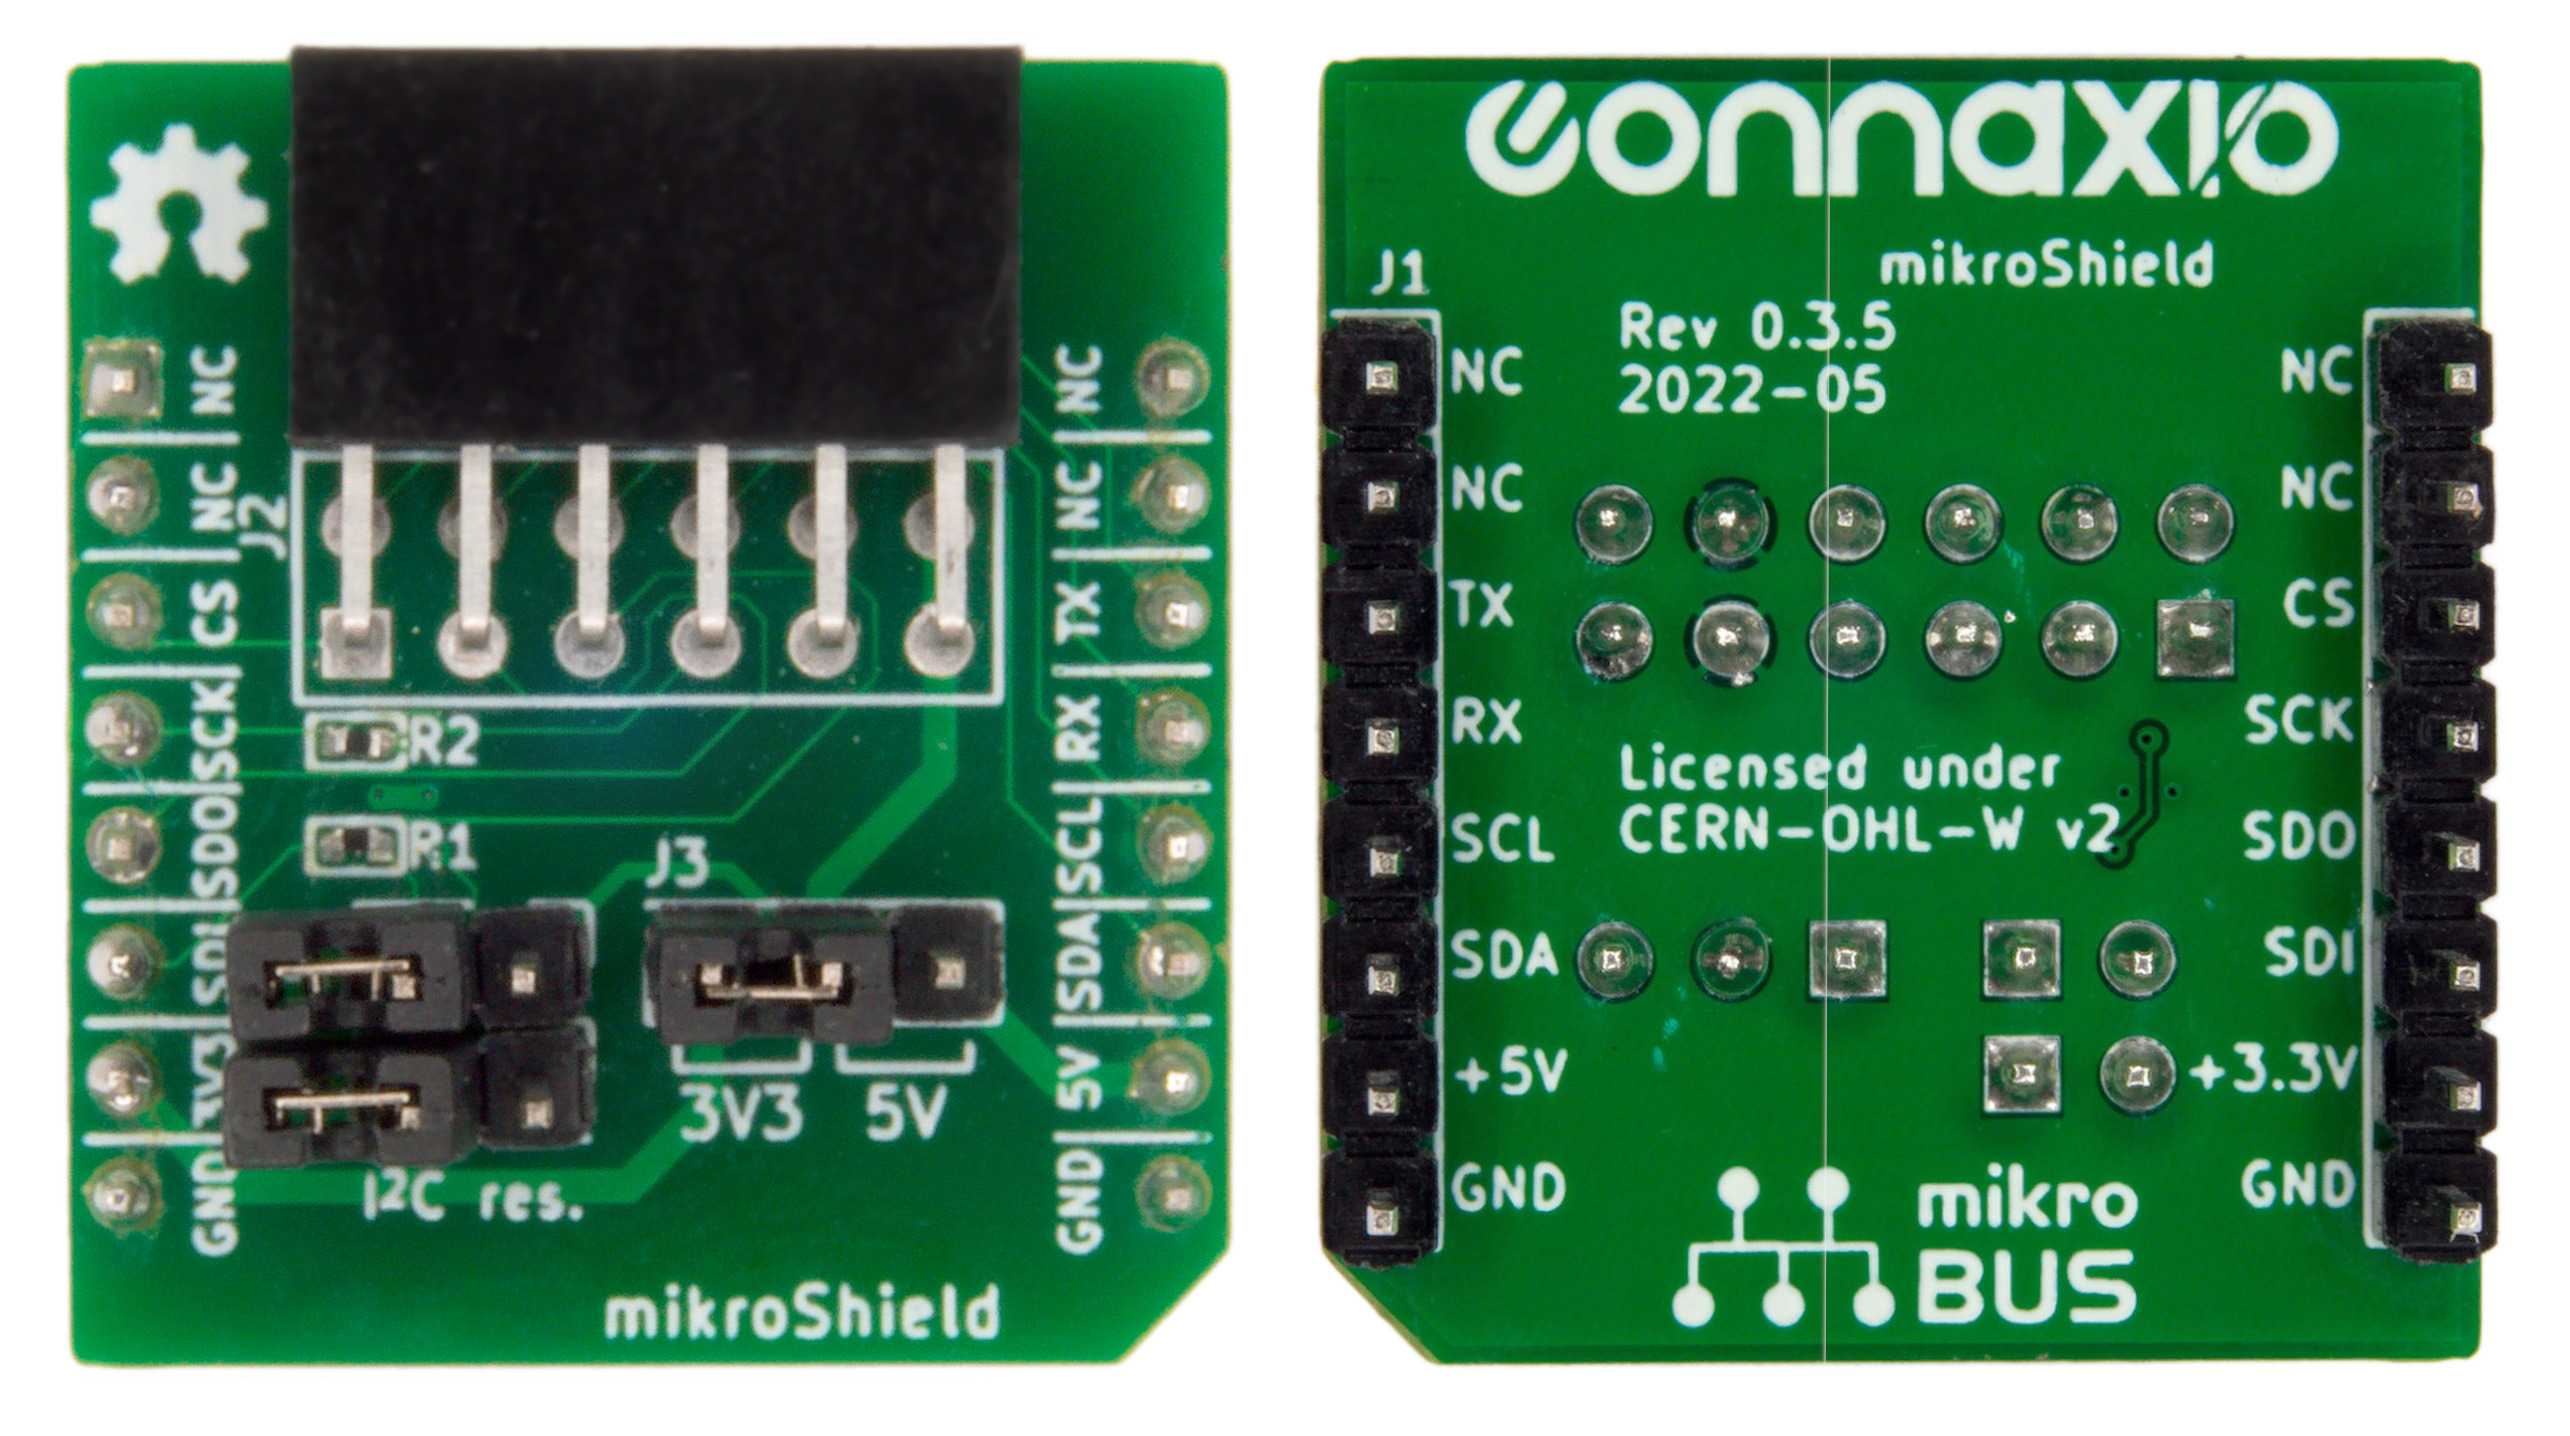 NC
NC
CS
SCK
SDO
SDI
3V3
GND
J2
R2
R1
J3
3V3
5V
I²C res.
NC
NC
TX
RX
SCL
SDA
5V
GND
mikroShield
connaxio
mikroShield
J1
Rev 0.3.5
2022-05
NC
NC
TX
RX
SCL
SDA
+5V
GND
Licensed under
CERN-OHL-W v2
NC
NC
CS
SCK
SDO
SDI
+3.3V
GND
mikro
BUS